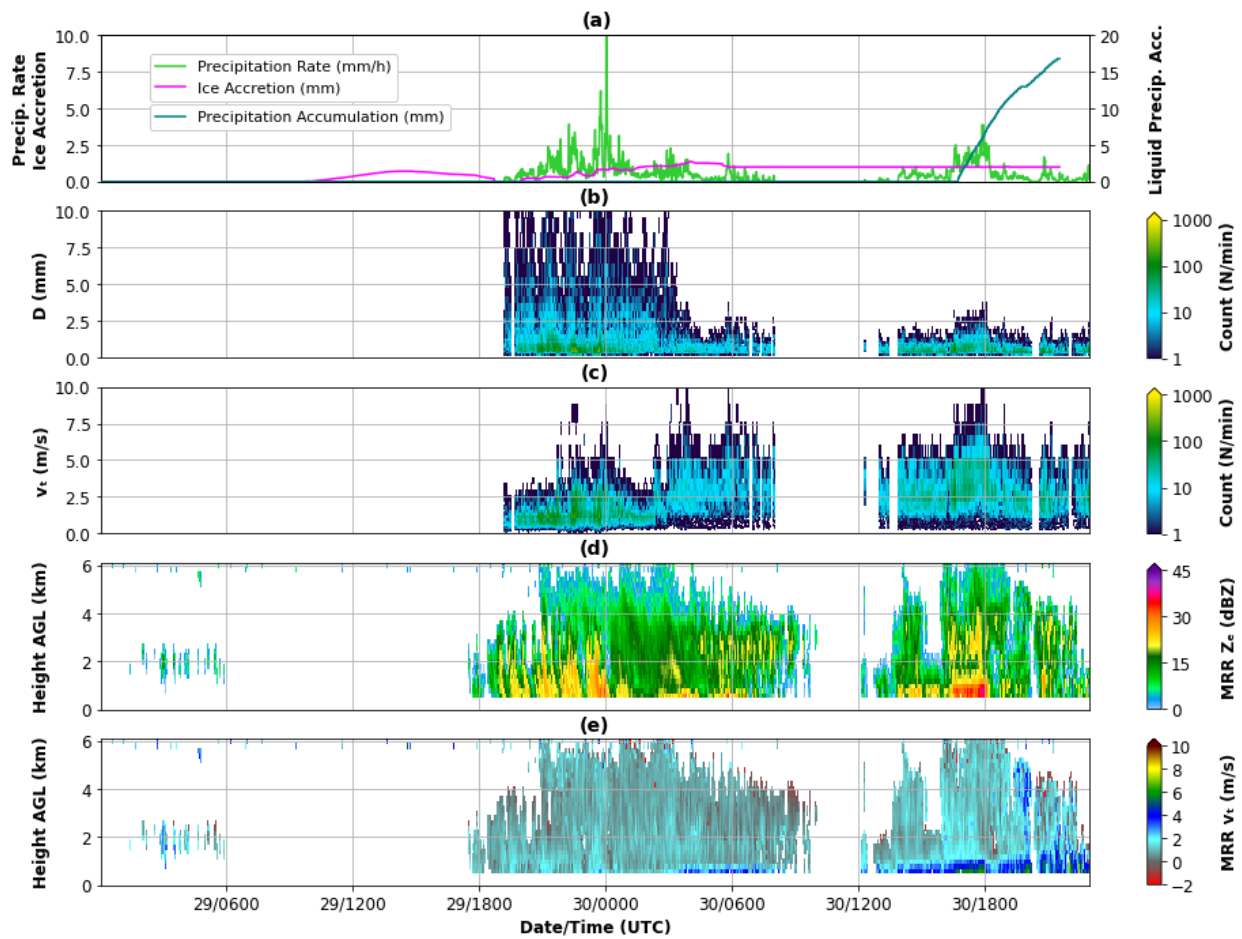 (a)
10.0
7.5
5.0
2.5
0.0
Precip. Rate
Ice Accretion
Precipitation Rate (mm/h)
Ice Accretion (mm)
Precipitation Accumulation (mm)
20
15
10
5
0
Liquid Precip. Acc.
(b)
10.0
7.5
5.0
2.5
0.0
D (mm)
1000
100
10
1
Count (N/min)
(c)
10.0
7.5
5.0
2.5
0.0
vₜ (m/s)
1000
100
10
1
Count (N/min)
(d)
6
4
2
0
Height AGL (km)
45
30
15
0
MRR Zₑ (dBZ)
(e)
6
4
2
0
Height AGL (km)
10
8
6
4
2
0
−2
MRR vₜ (m/s)
29/0600 29/1200 29/1800 30/0000 30/0600 30/1200 30/1800
Date/Time (UTC)